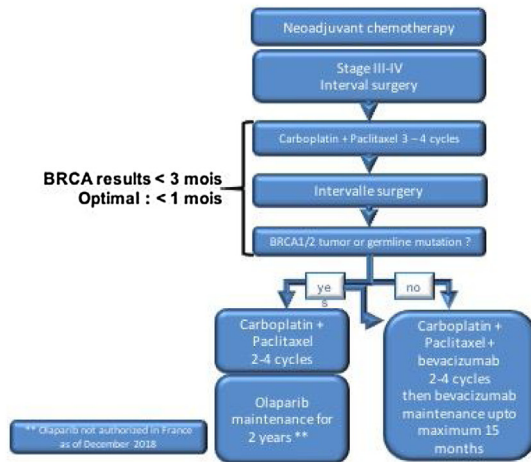 Neoadjuvant chemotherapy
Stage III-IV
Interval surgery
Carboplatin + Paclitaxel 3 – 4 cycles
BRCA results < 3 mois
Optimal : < 1 mois
Intervalle surgery
BRCA1/2 tumor or germline mutation ?
ye
s
no
Carboplatin +
Paclitaxel
2-4 cycles
Carboplatin +
Paclitaxel+
bevacizumab
2-4 cycles
then bevacizumab
maintenance upto
maximum 15
months
Olaparib
maintenance for
2 years **
** Olaparib not authorized in France
as of December 2018